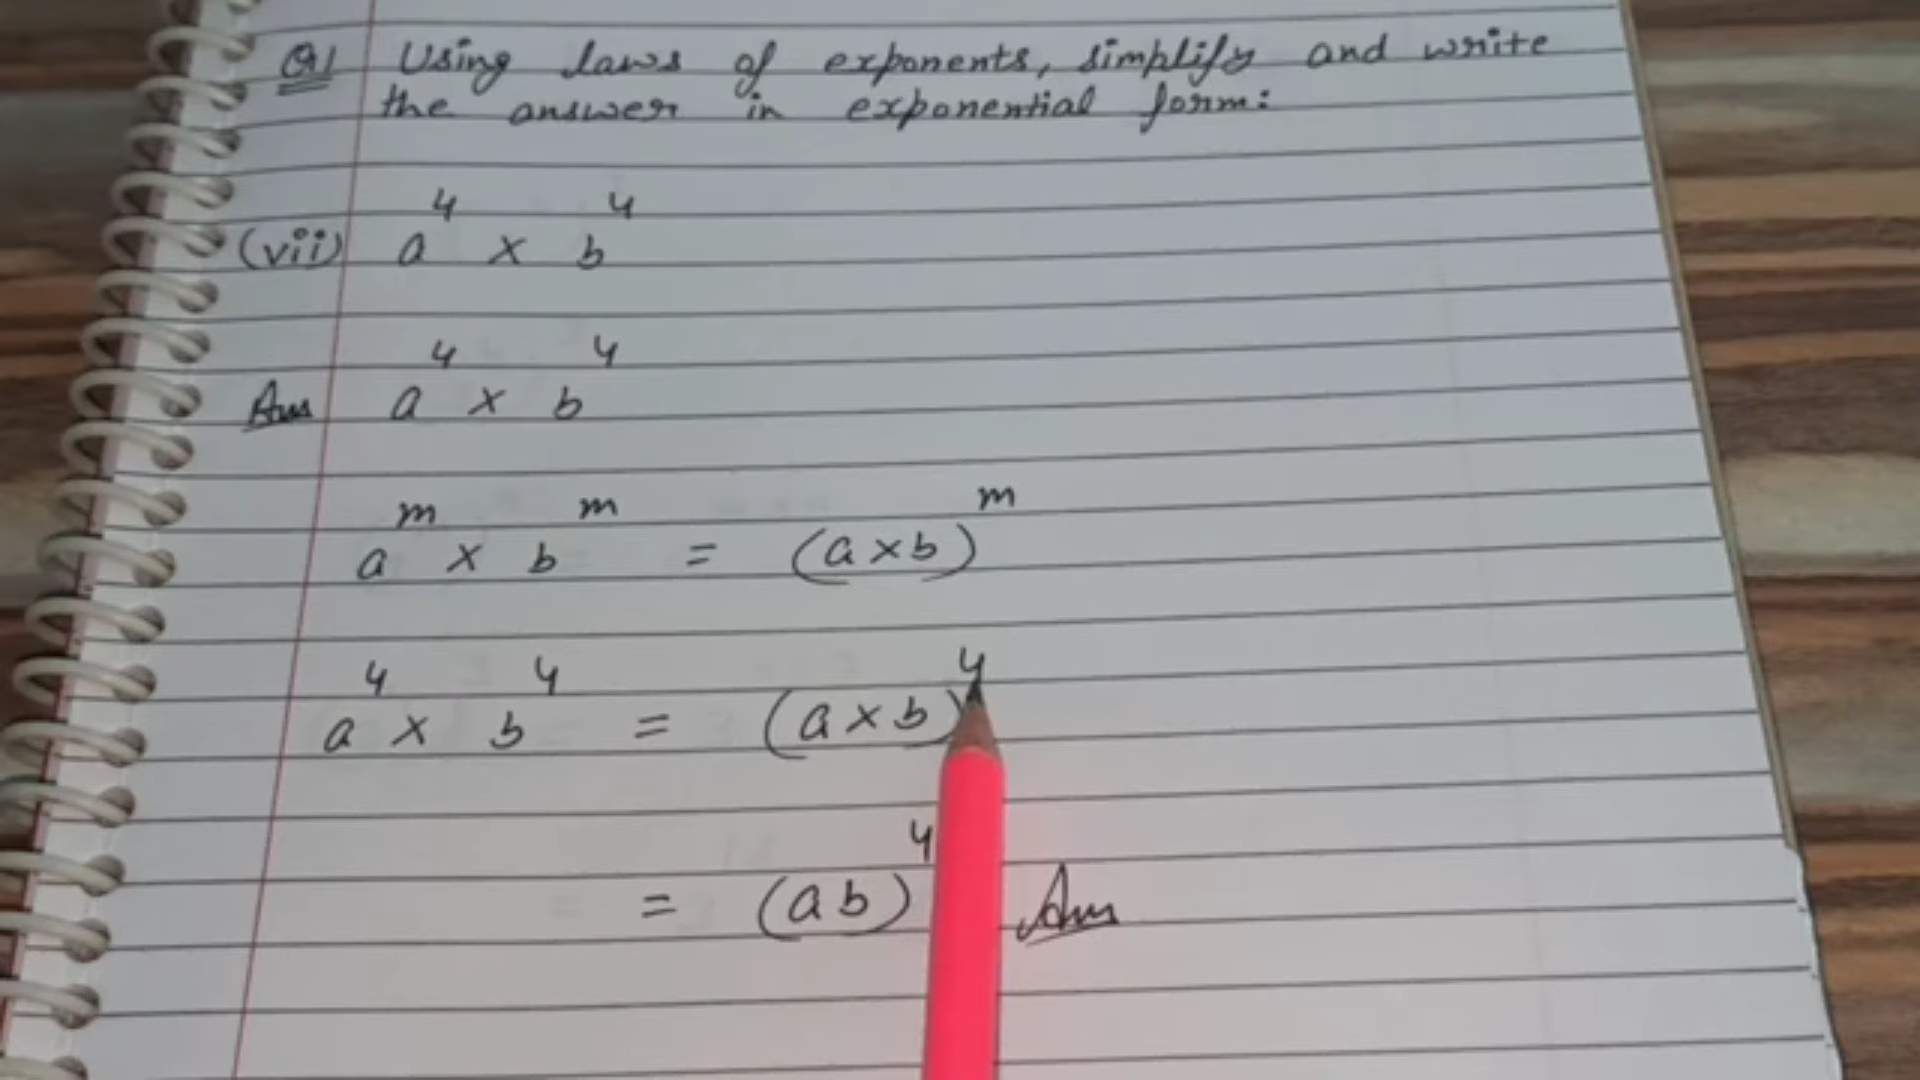 Q1 Using laws of exponents, simplify and write
the answer in exponential form:
(vii) a⁴ × b⁴
Ans a⁴ × b⁴
aᵐ × bᵐ = (a×b)ᵐ
a⁴ × b⁴ = (a×b)⁴
= (ab)⁴ Ans